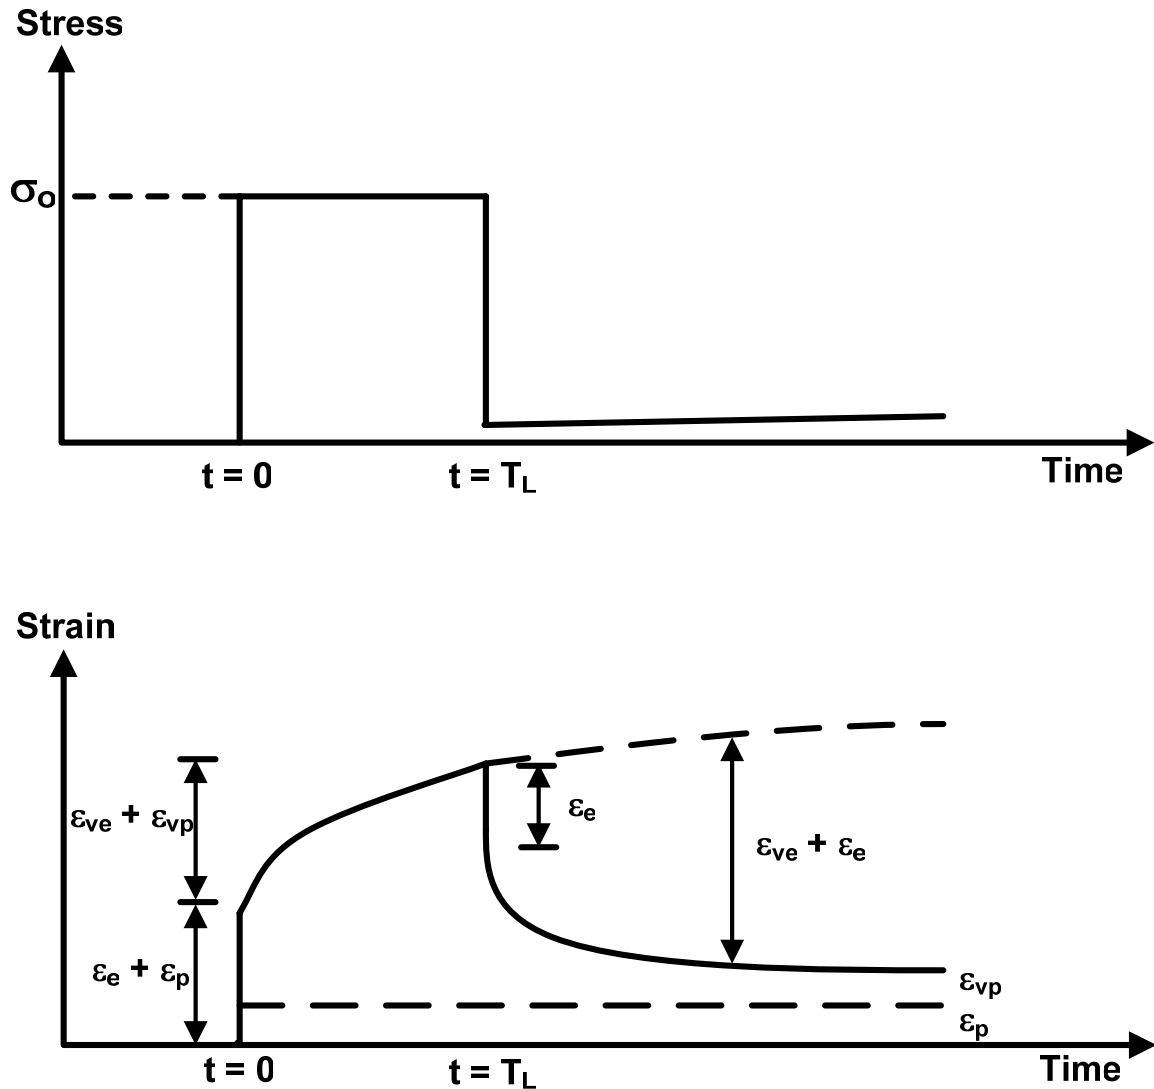 Stress
σo
t = 0
t = TL
Time
Strain
εve + εvp
εe
εve + εe
εe + εp
εvp
εp
t = 0
t = TL
Time